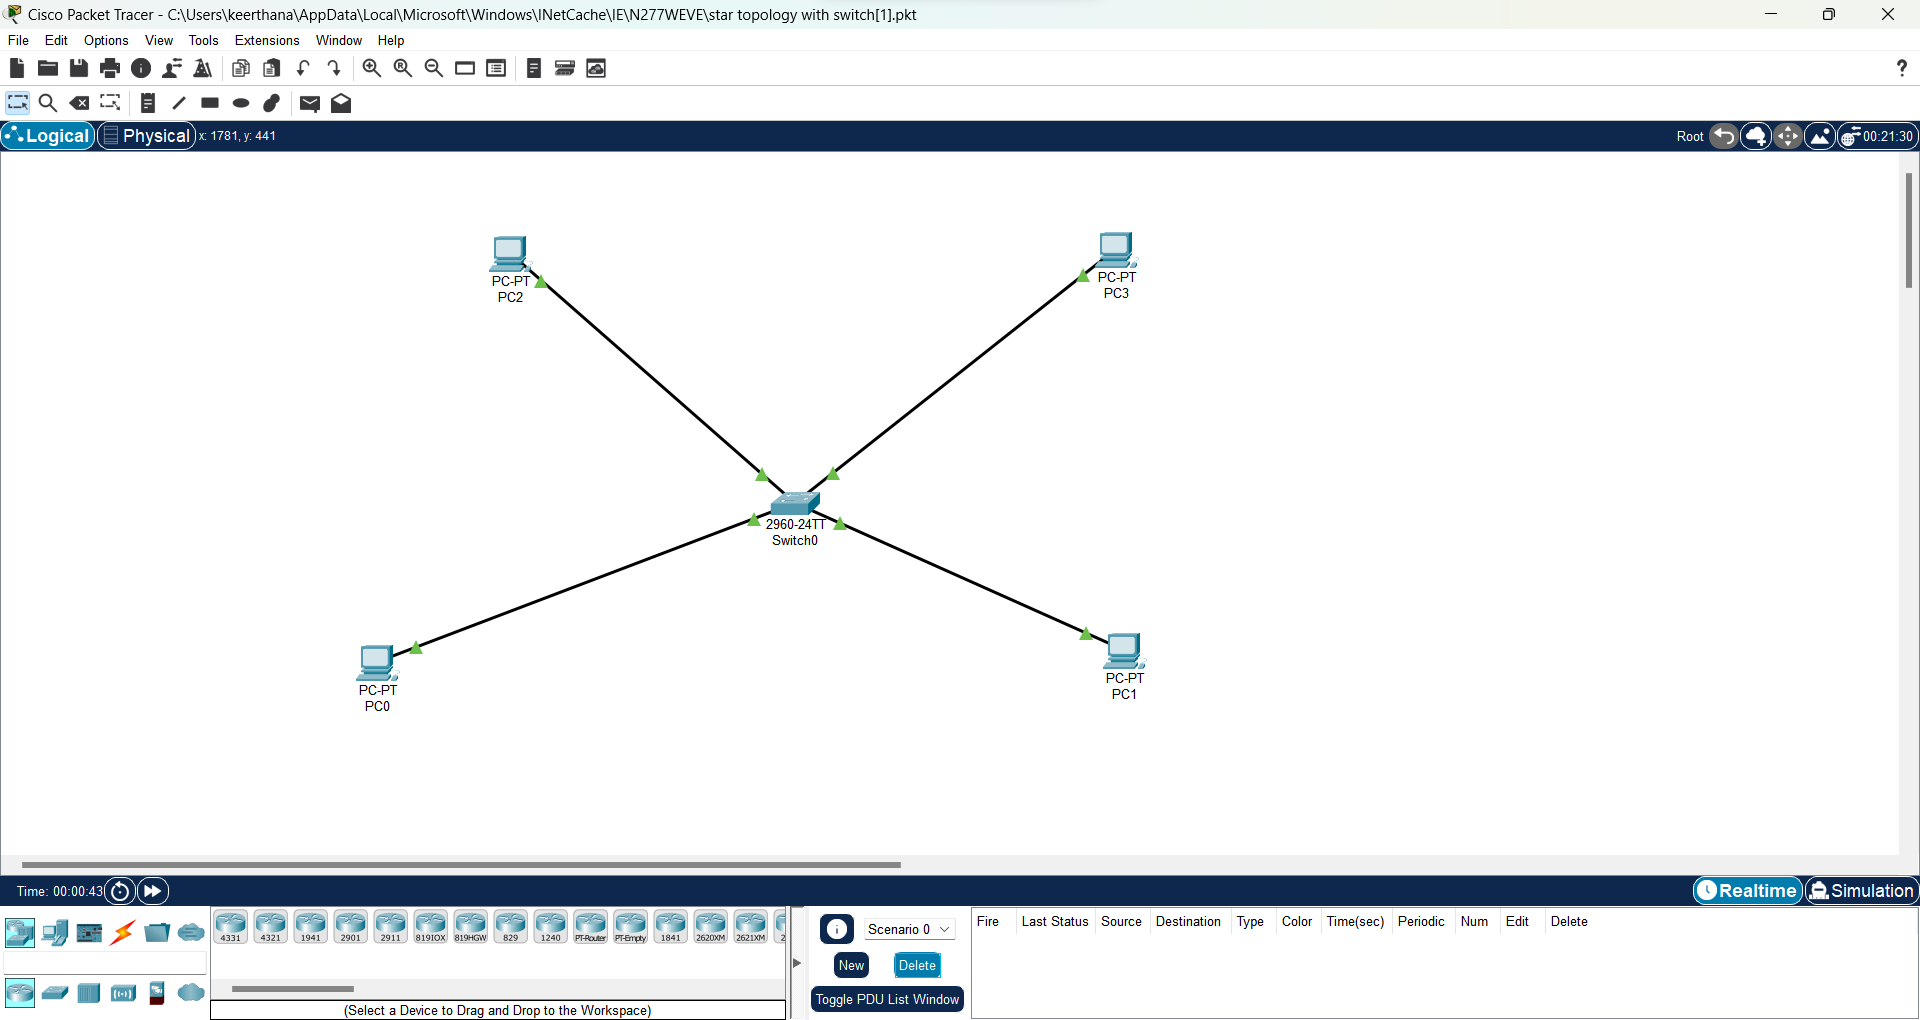 Cisco Packet Tracer - C:\Users\keerthana\AppData\Local\Microsoft\Windows\INetCache\IE\N277WEVE\star topology with switch[1].pkt
File Edit Options View Tools Extensions Window Help
?
Logical Physical x: 1781, y: 441 Root 00:21:30
PC-PT
PC2
PC-PT
PC3
2960-24TT
Switch0
PC-PT
PC0
PC-PT
PC1
Time: 00:00:43 Realtime Simulation
4331 4321 1941 2901 2911 819IOX 819HGW 829 1240 PT-Router PT-Empty 1841 2620XM 2621XM 2
(Select a Device to Drag and Drop to the Workspace)
Scenario 0
New Delete
Toggle PDU List Window
Fire Last Status Source Destination Type Color Time(sec) Periodic Num Edit Delete